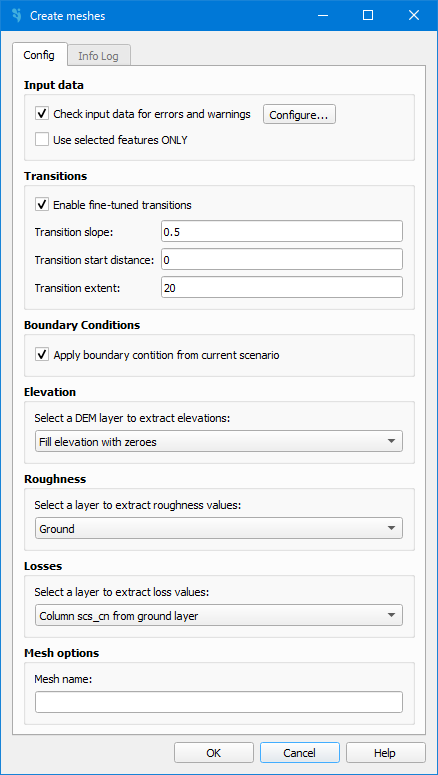 Create meshes
Config Info Log
Input data
Check input data for errors and warnings Configure...
Use selected features ONLY
Transitions
Enable fine-tuned transitions
Transition slope: 0.5
Transition start distance: 0
Transition extent: 20
Boundary Conditions
Apply boundary contition from current scenario
Elevation
Select a DEM layer to extract elevations:
Fill elevation with zeroes
Roughness
Select a layer to extract roughness values:
Ground
Losses
Select a layer to extract loss values:
Column scs_cn from ground layer
Mesh options
Mesh name:
OK Cancel Help